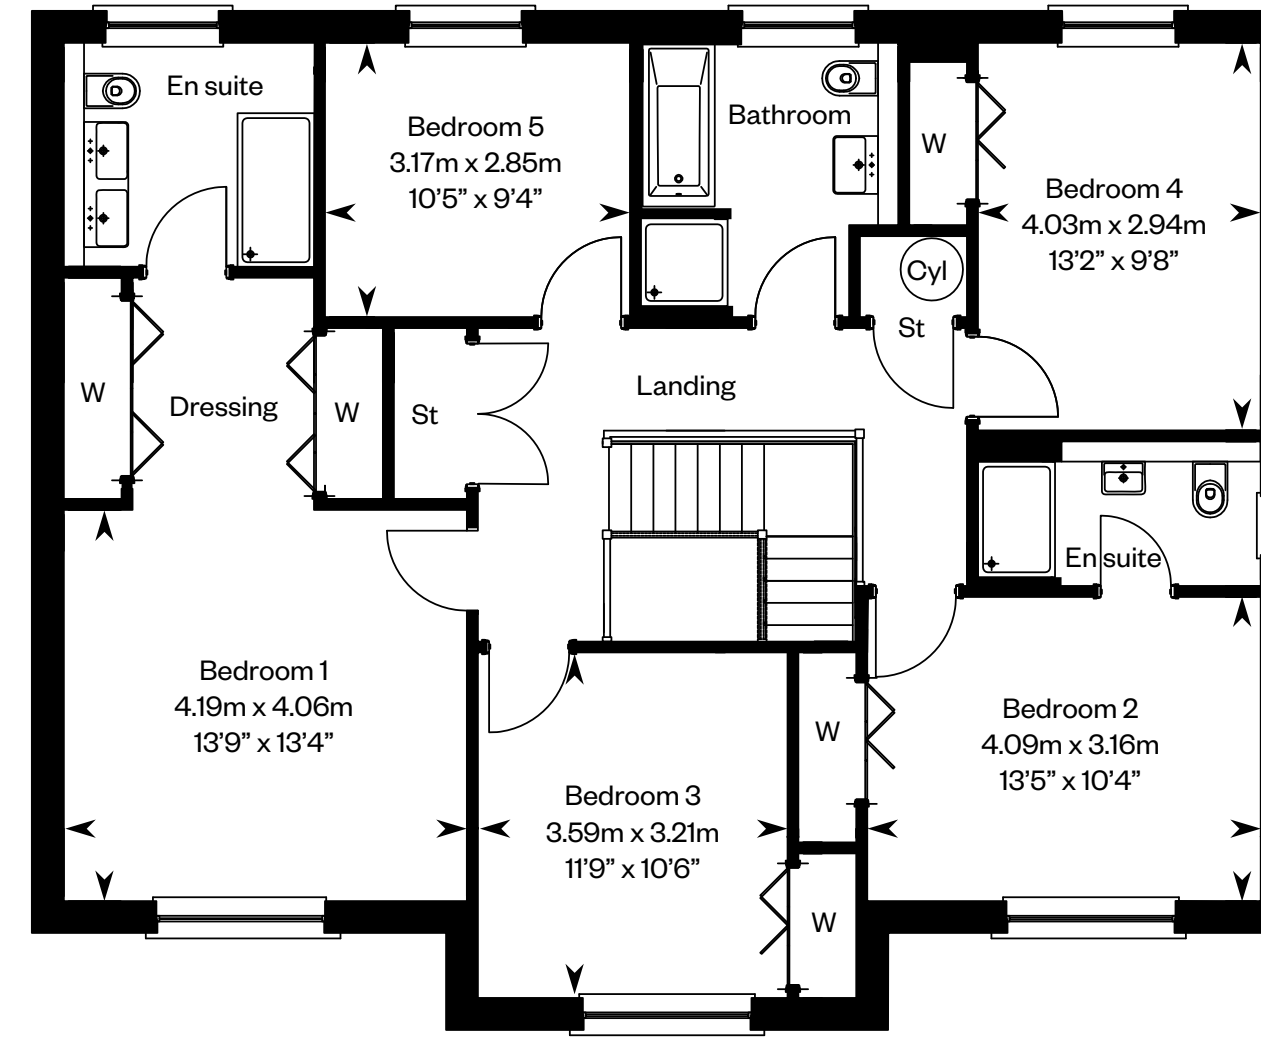 En suite
Bedroom 5
3.17m x 2.85m
10’5” x 9’4”
Bathroom
W
Bedroom 4
4.03m x 2.94m
13’2” x 9’8”
Cyl
St
W
Dressing
W
St
Landing
En suite
Bedroom 1
4.19m x 4.06m
13’9” x 13’4”
Bedroom 3
3.59m x 3.21m
11’9” x 10’6”
W
W
Bedroom 2
4.09m x 3.16m
13’5” x 10’4”